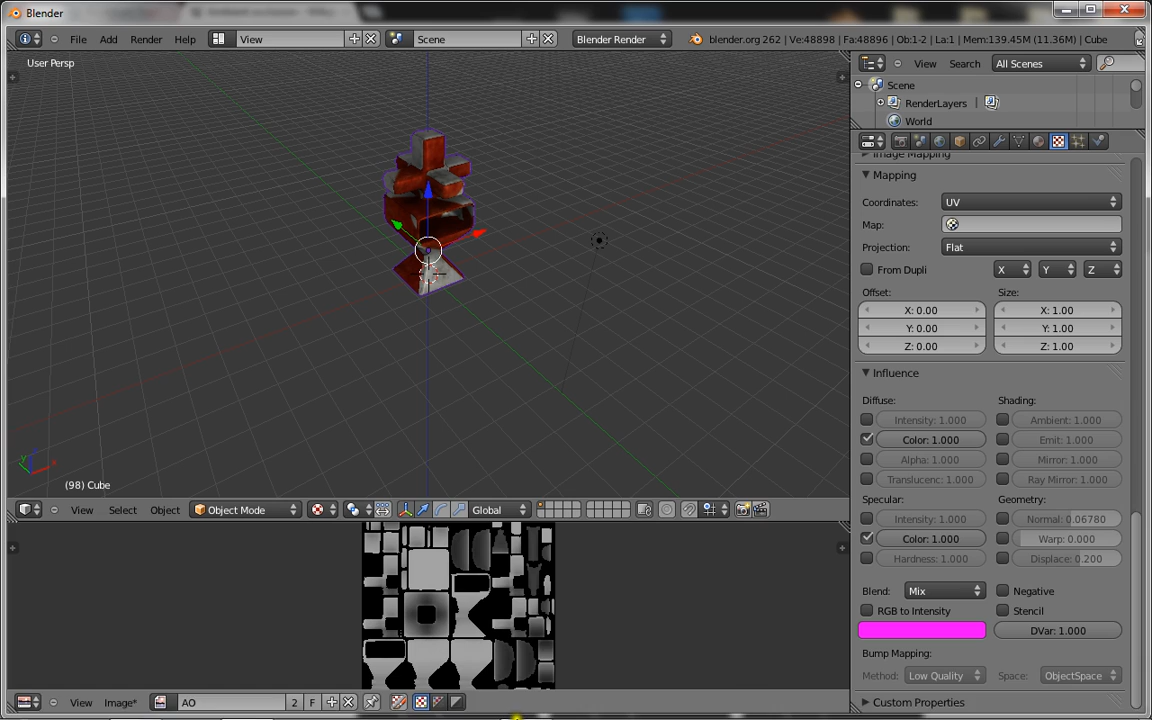 Blender
File Add Render Help View Scene Blender Render blender.org 262 | Ve:48898 | Fa:48896 | Ob:1-2 | La:1 | Mem:139.45M (11.36M) | Cube
User Persp
View Search All Scenes
Scene
RenderLayers |
World
Image Mapping
Mapping
Coordinates: UV
Map:
Projection: Flat
From Dupli X Y Z
Offset: Size:
X: 0.00 X: 1.00
Y: 0.00 Y: 1.00
Z: 0.00 Z: 1.00
Influence
Diffuse: Shading:
Intensity: 1.000 Ambient: 1.000
Color: 1.000 Emit: 1.000
Alpha: 1.000 Mirror: 1.000
Translucenc: 1.000 Ray Mirror: 1.000
Specular: Geometry:
Intensity: 1.000 Normal: 0.06780
Color: 1.000 Warp: 0.000
Hardness: 1.000 Displace: 0.200
Blend: Mix Negative
RGB to Intensity Stencil
DVar: 1.000
Bump Mapping:
Method: Low Quality Space: ObjectSpace
Custom Properties
(98) Cube
View Select Object Object Mode Global
View Image* AO 2 F